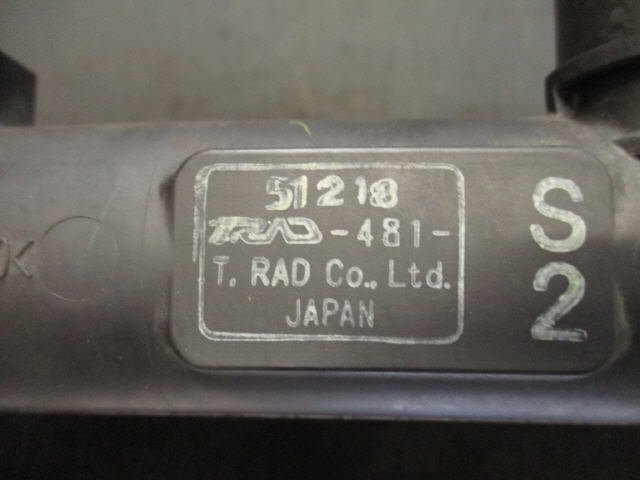 51218
TRAD -481-
T. RAD Co., Ltd.
JAPAN
S
2